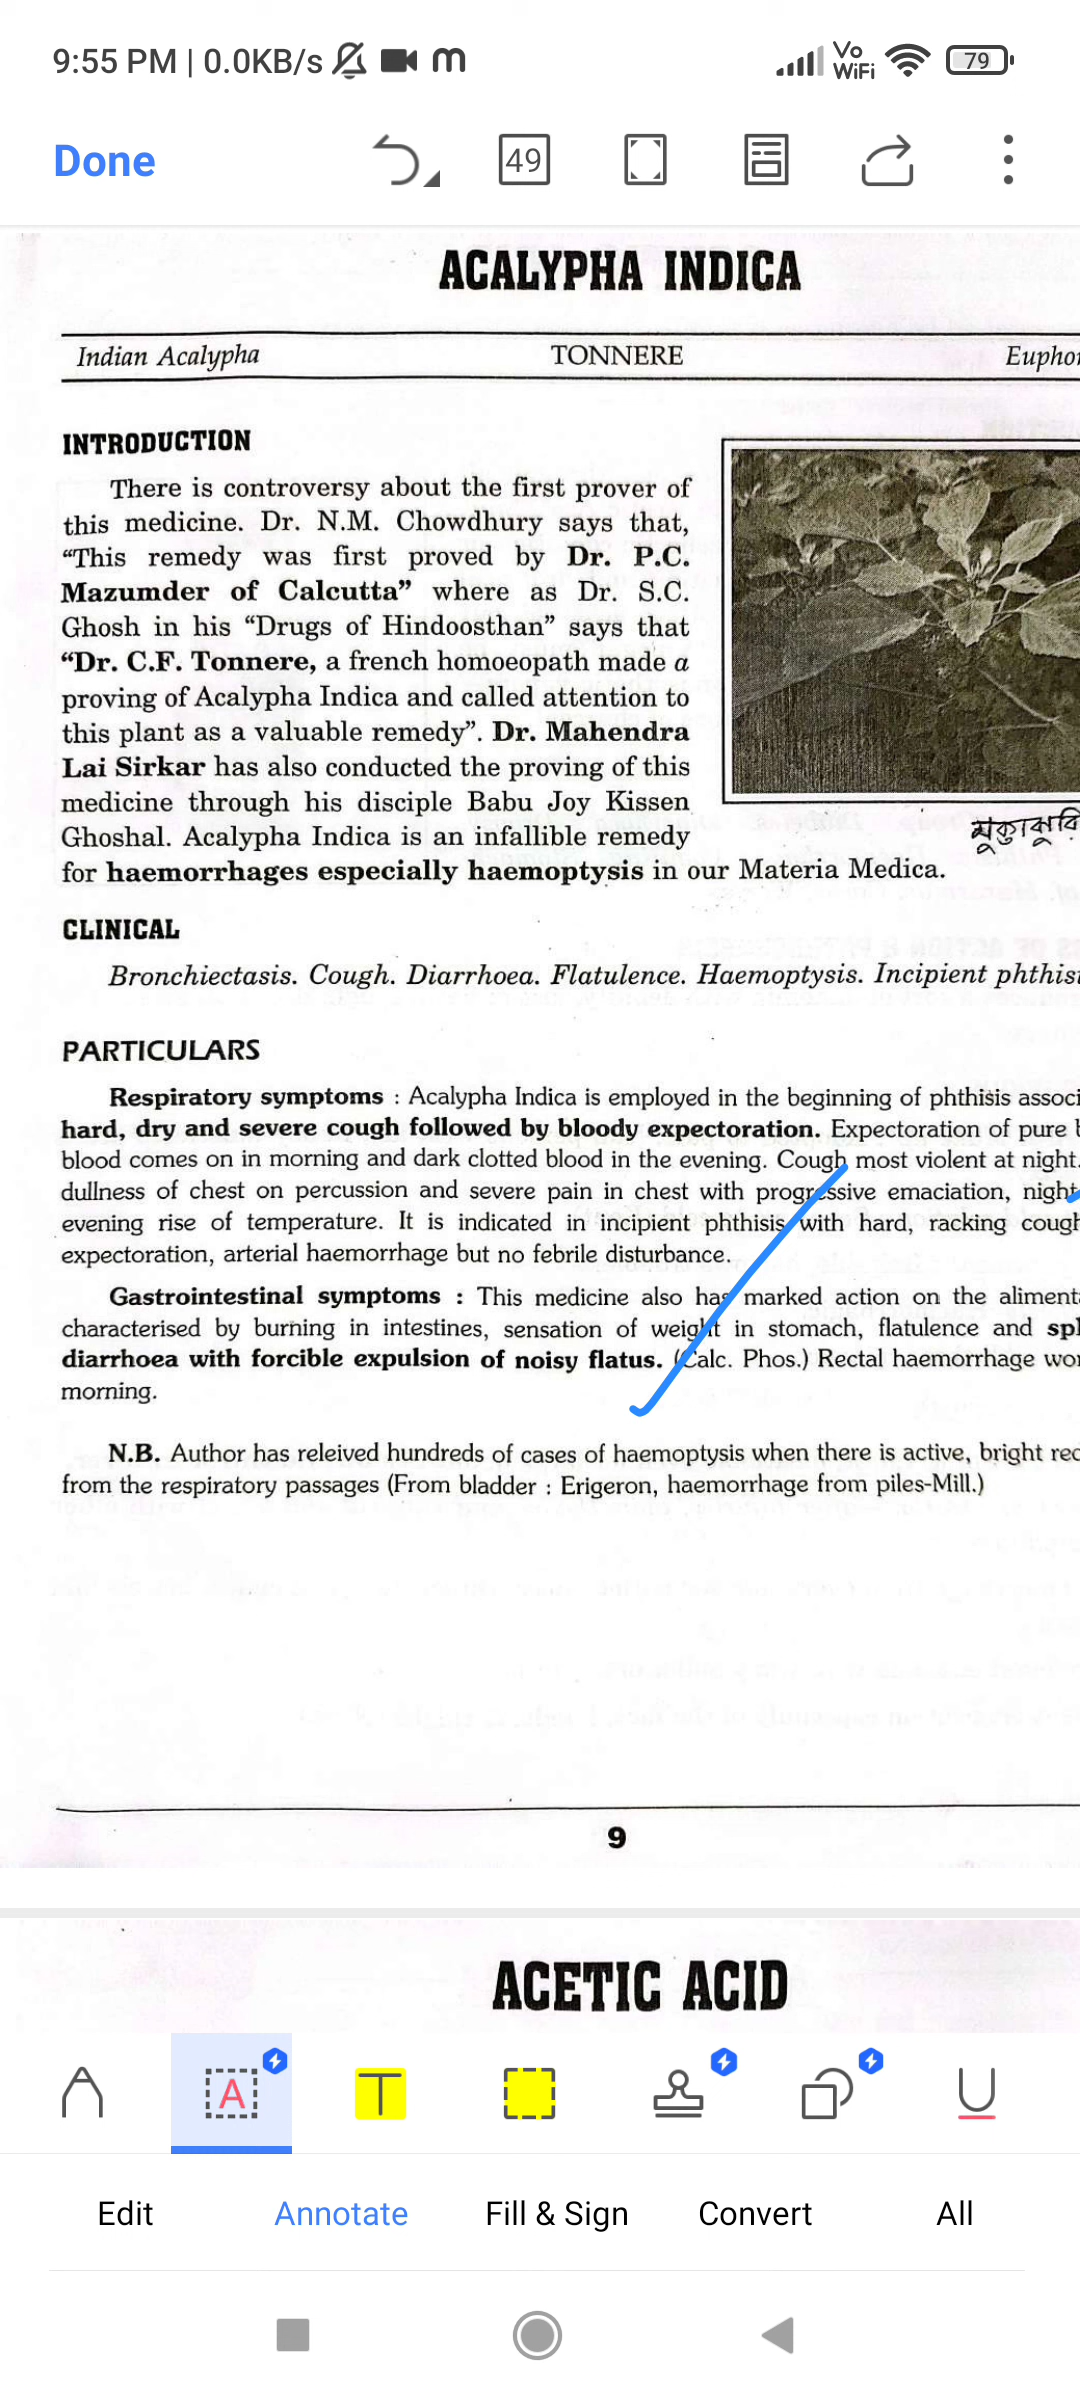 9:55 PM | 0.0KB/s m Vo WiFi 79
Done 49
ACALYPHA INDICA
Indian Acalypha TONNERE Euphor
INTRODUCTION
There is controversy about the first prover of
this medicine. Dr. N.M. Chowdhury says that,
“This remedy was first proved by Dr. P.C.
Mazumder of Calcutta” where as Dr. S.C.
Ghosh in his “Drugs of Hindoosthan” says that
“Dr. C.F. Tonnere, a french homoeopath made a
proving of Acalypha Indica and called attention to
this plant as a valuable remedy”. Dr. Mahendra
Lai Sirkar has also conducted the proving of this
medicine through his disciple Babu Joy Kissen
Ghoshal. Acalypha Indica is an infallible remedy
মুক্তাঝুরি
for haemorrhages especially haemoptysis in our Materia Medica.
CLINICAL
Bronchiectasis. Cough. Diarrhoea. Flatulence. Haemoptysis. Incipient phthisi
PARTICULARS
Respiratory symptoms : Acalypha Indica is employed in the beginning of phthisis associ
hard, dry and severe cough followed by bloody expectoration. Expectoration of pure b
blood comes on in morning and dark clotted blood in the evening. Cough most violent at night.
dullness of chest on percussion and severe pain in chest with progressive emaciation, night
evening rise of temperature. It is indicated in incipient phthisis with hard, racking cough
expectoration, arterial haemorrhage but no febrile disturbance.
Gastrointestinal symptoms : This medicine also has marked action on the aliment
characterised by burning in intestines, sensation of weight in stomach, flatulence and spl
diarrhoea with forcible expulsion of noisy flatus. (Calc. Phos.) Rectal haemorrhage wor
morning.
N.B. Author has releived hundreds of cases of haemoptysis when there is active, bright red
from the respiratory passages (From bladder : Erigeron, haemorrhage from piles-Mill.)
9
ACETIC ACID
A T U
Edit Annotate Fill & Sign Convert All